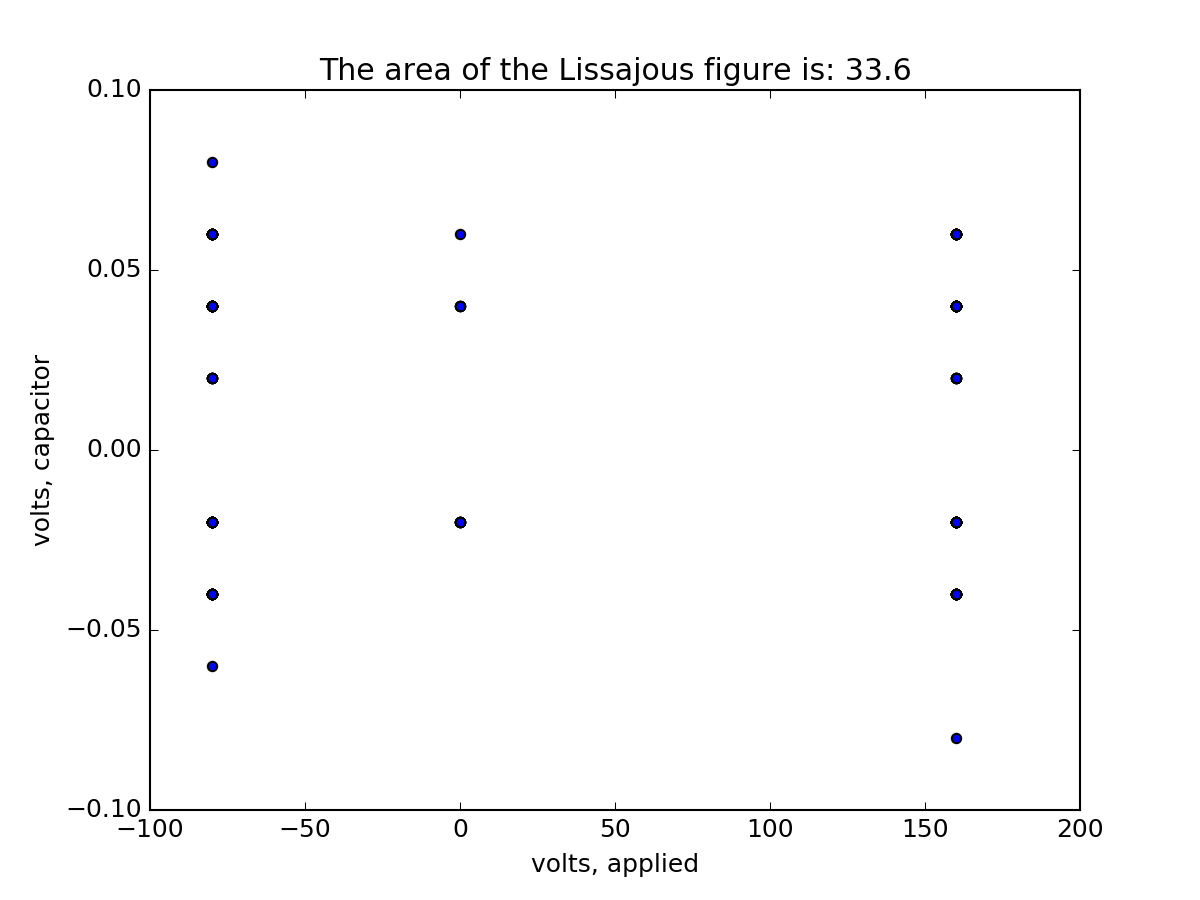 The area of the Lissajous figure is: 33.6
0.10
0.05
0.00
−0.05
−0.10
volts, capacitor
−100 −50 0 50 100 150 200
volts, applied